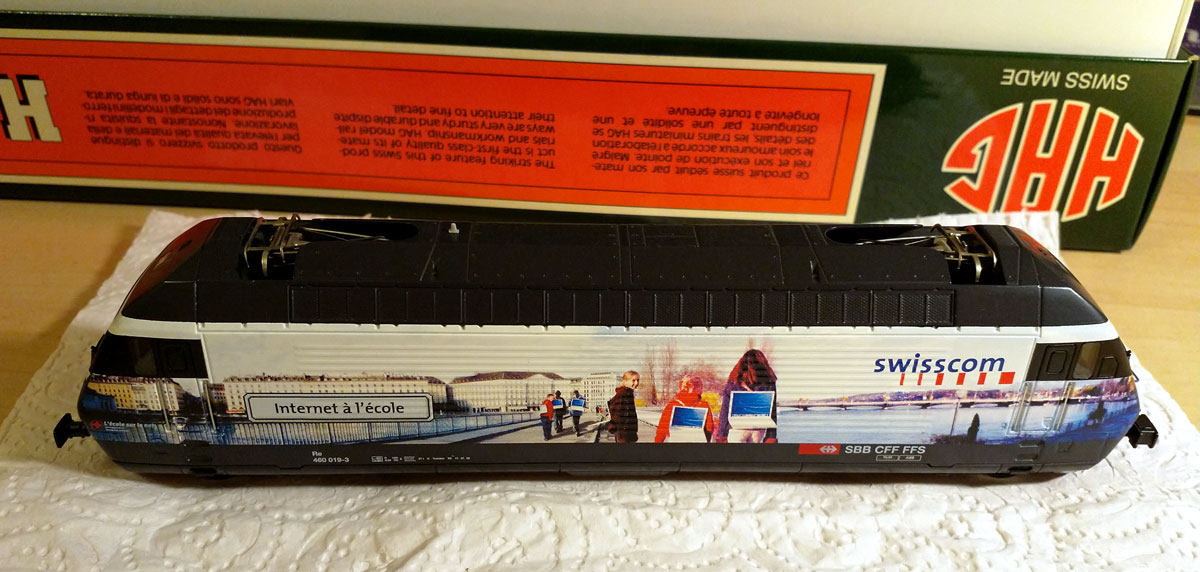 HAG
SWISS MADE
Ce produit suisse séduit par son maté-
riel et son exécution de pointe. Malgré
le soin amoureux accordé à l'élaboration
des détails, les trains miniatures HAG se
distinguent par une solidité et une
longévité à toute épreuve.
The striking feature of this Swiss prod-
uct is the first class quality of its mate-
rials and workmanship. HAG model rail-
ways are very sturdy and durable dispite
their attention to fine detail.
Questo prodotto svizzero si distingue
per l'elevata qualità dei materiali e della
lavorazione. Nonostante la squisita
produzione dei dettagli i modellini ferro-
viari HAG sono solidi e di lunga durata.
swisscom
Internet à l'école
L'école sur le
Re
460 019-3
SBB CFF FFS